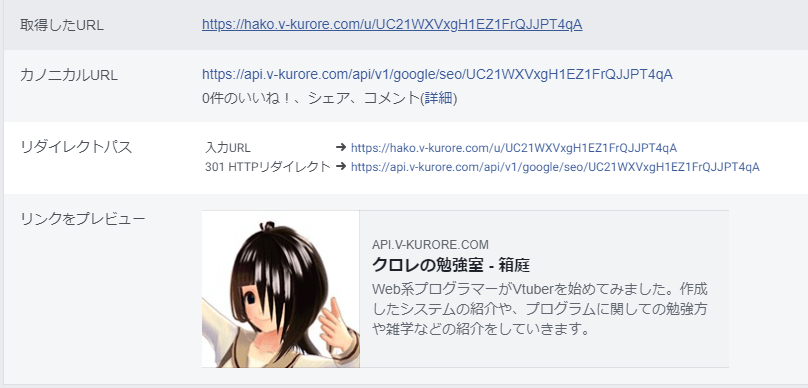 取得したURL https://hako.v-kurore.com/u/UC21WXVxgH1EZ1FrQJJPT4qA
カノニカルURL https://api.v-kurore.com/api/v1/google/seo/UC21WXVxgH1EZ1FrQJJPT4qA
0件のいいね！、シェア、コメント(詳細)
リダイレクトパス 入力URL ➔ https://hako.v-kurore.com/u/UC21WXVxgH1EZ1FrQJJPT4qA
301 HTTPリダイレクト ➔ https://api.v-kurore.com/api/v1/google/seo/UC21WXVxgH1EZ1FrQJJPT4qA
リンクをプレビュー
API.V-KURORE.COM
クロレの勉強室 - 箱庭
Web系プログラマーがVtuberを始めてみました。作成
したシステムの紹介や、プログラムに関しての勉強方
や雑学などの紹介をしていきます。